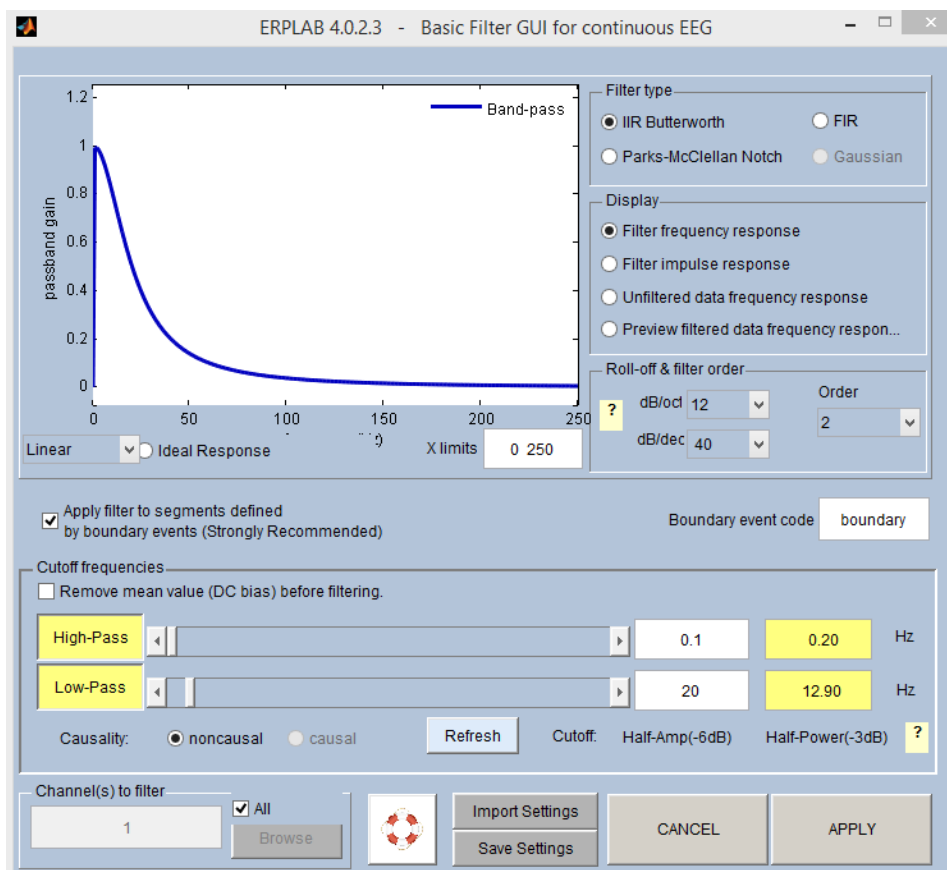 ERPLAB 4.0.2.3 - Basic Filter GUI for continuous EEG
1.2
1
0.8
0.6
0.4
0.2
0
passband gain
Band-pass
0 50 100 150 200 250
Linear
Ideal Response
X limits
0 250
Filter type
IIR Butterworth
FIR
Parks-McClellan Notch
Gaussian
Display
Filter frequency response
Filter impulse response
Unfiltered data frequency response
Preview filtered data frequency respon...
Roll-off & filter order
?
dB/oct 12
dB/dec 40
Order
2
Apply filter to segments defined
by boundary events (Strongly Recommended)
Boundary event code
boundary
Cutoff frequencies
Remove mean value (DC bias) before filtering.
High-Pass 0.1 0.20 Hz
Low-Pass 20 12.90 Hz
Causality: noncausal causal Refresh Cutoff: Half-Amp(-6dB) Half-Power(-3dB) ?
Channel(s) to filter
1
All
Browse
Import Settings
Save Settings
CANCEL
APPLY